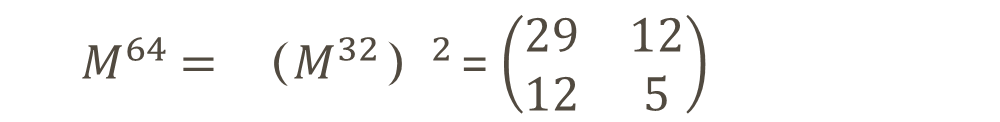 M^64 = (M^32)^2 = (29 12
12 5)